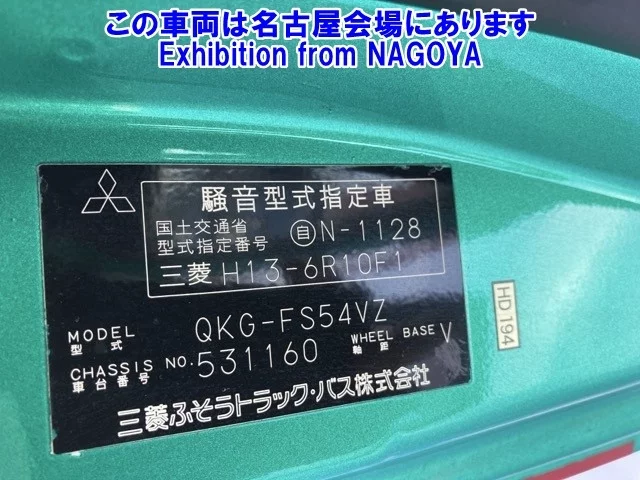 この車両は名古屋会場にあります
Exhibition from NAGOYA
騒音型式指定車
国土交通省
型式指定番号 自N-1128
三菱 H13-6R10F1
MODEL
型式 QKG-FS54VZ
CHASSIS NO.
車台番号 531160
WHEEL BASE
軸距 V
三菱ふそうトラック・バス株式会社
HD194